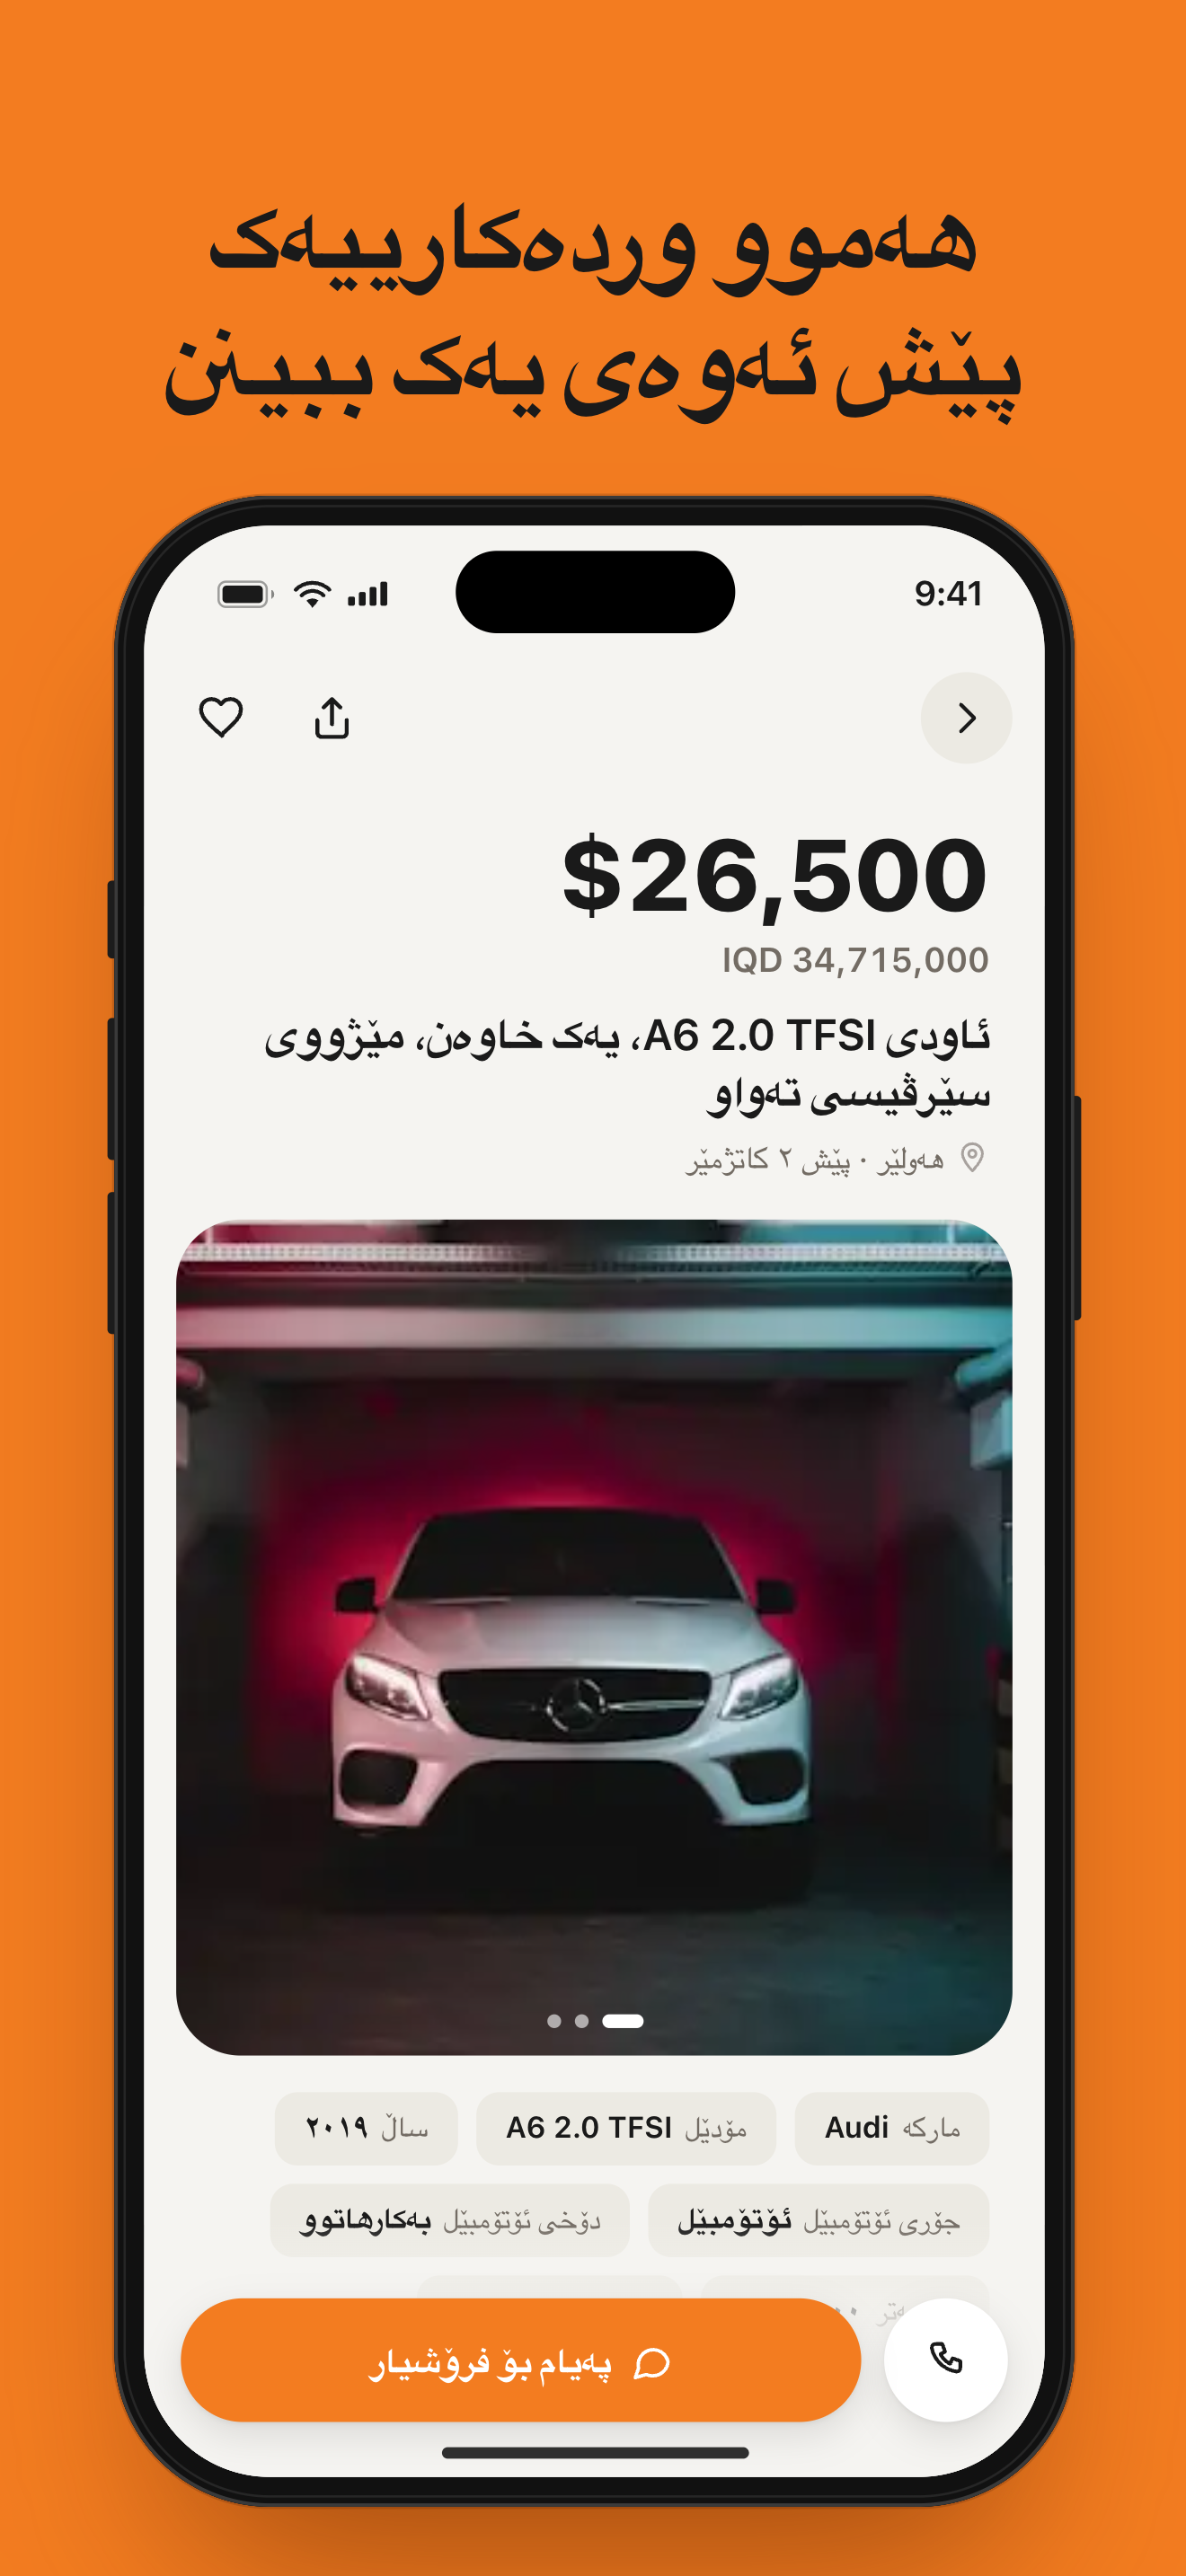 هەموو وردەکارییەک
پێش ئەوەی یەک ببینن
9:41
$26,500
IQD 34,715,000
ئاودی A6 2.0 TFSI، یەک خاوەن، مێژووی
سێرڤیسی تەواو
هەولێر · پێش ٢ کاتژمێر
مارکە Audi
مۆدێل A6 2.0 TFSI
ساڵ ٢٠١٩
جۆری ئۆتۆمبێل ئۆتۆمبێل
دۆخی ئۆتۆمبێل بەکارهاتوو
پەیام بۆ فرۆشیار